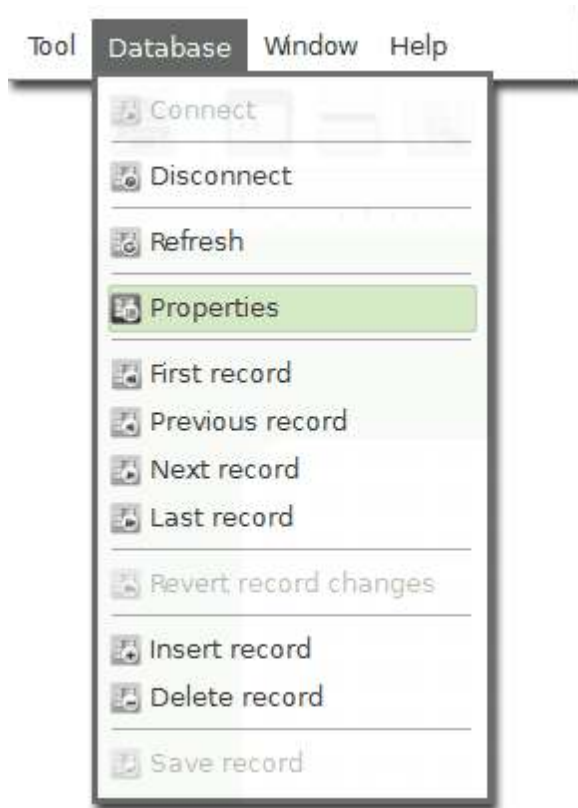 Tool Database Window Help
Connect
Disconnect
Refresh
Properties
First record
Previous record
Next record
Last record
Revert record changes
Insert record
Delete record
Save record